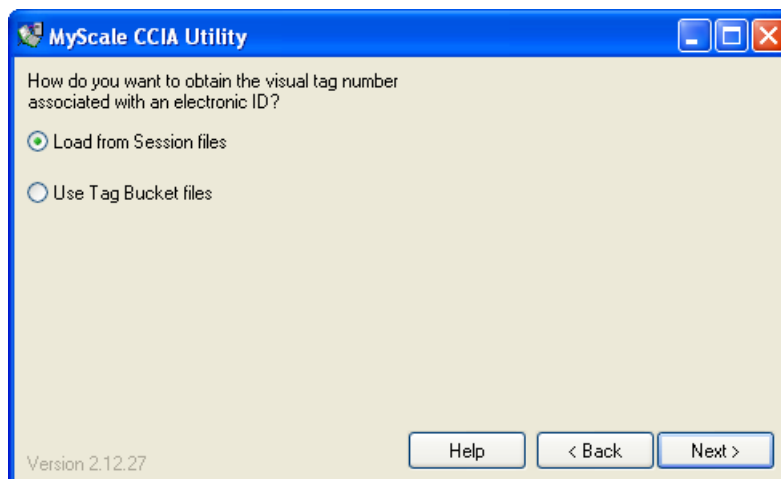 MyScale CCIA Utility
How do you want to obtain the visual tag number
associated with an electronic ID?
Load from Session files
Use Tag Bucket files
Version 2.12.27
Help
< Back
Next >